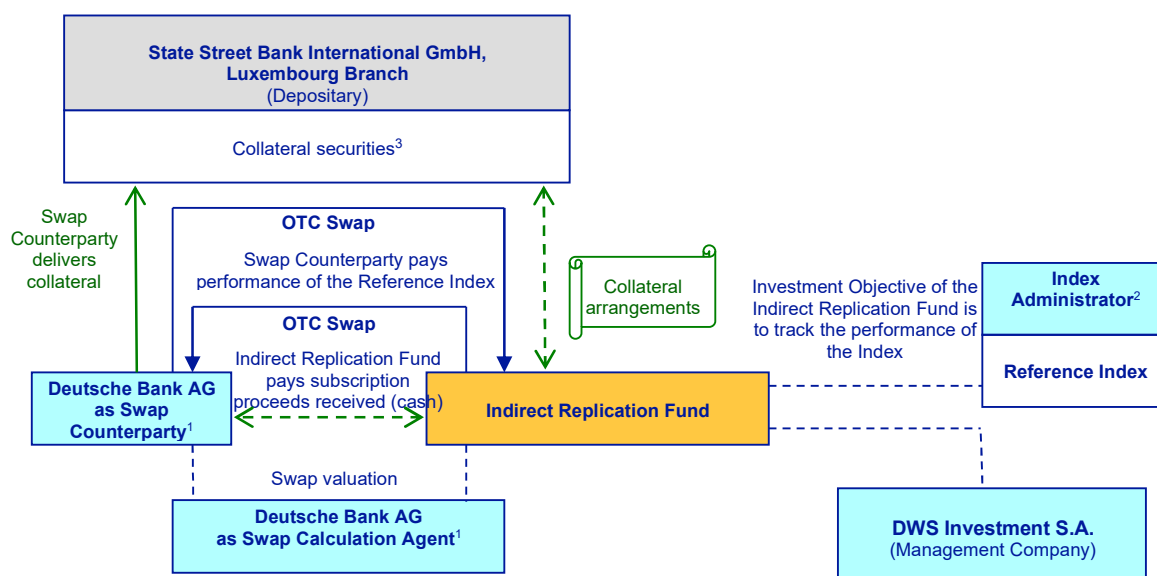 State Street Bank International GmbH,
Luxembourg Branch
(Depositary)
Collateral securities³
Swap
Counterparty
delivers
collateral
OTC Swap
Swap Counterparty pays
performance of the Reference Index
OTC Swap
Indirect Replication Fund
pays subscription
proceeds received (cash)
Collateral
arrangements
Investment Objective of the
Indirect Replication Fund is
to track the performance of
the Index
Index
Administrator²
Reference Index
Deutsche Bank AG
as Swap
Counterparty¹
Indirect Replication Fund
Swap valuation
Deutsche Bank AG
as Swap Calculation Agent¹
DWS Investment S.A.
(Management Company)